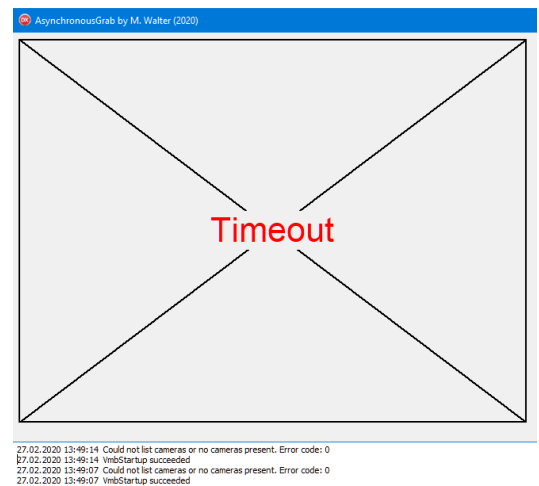 DX AsynchronousGrab by M. Walter (2020)
Timeout
27.02.2020 13:49:14 Could not list cameras or no cameras present. Error code: 0
27.02.2020 13:49:14 VmbStartup succeeded
27.02.2020 13:49:07 Could not list cameras or no cameras present. Error code: 0
27.02.2020 13:49:07 VmbStartup succeeded